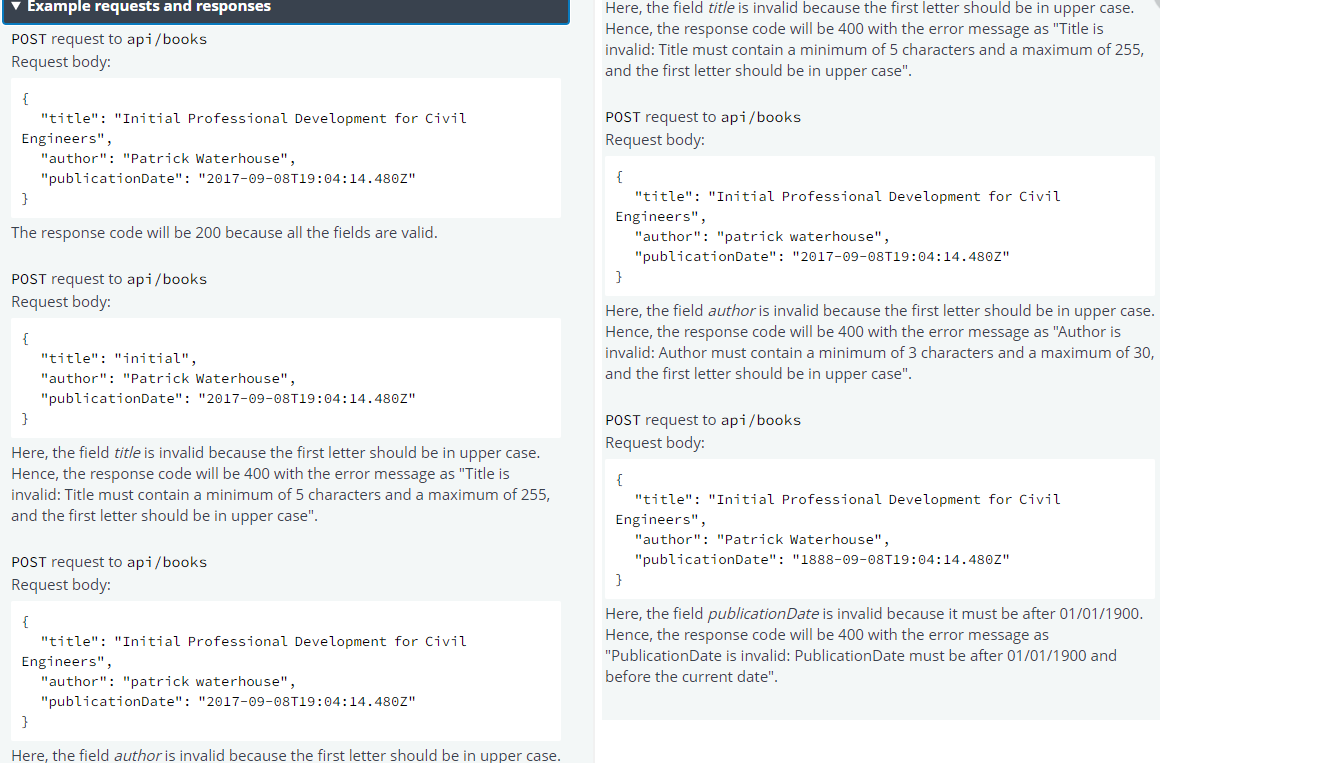 ▼ Example requests and responses
POST request to api/books
Request body:
{
"title": "Initial Professional Development for Civil
Engineers",
"author": "Patrick Waterhouse",
"publicationDate": "2017-09-08T19:04:14.480Z"
}
The response code will be 200 because all the fields are valid.
POST request to api/books
Request body:
{
"title": "initial",
"author": "Patrick Waterhouse",
"publicationDate": "2017-09-08T19:04:14.480Z"
}
Here, the field title is invalid because the first letter should be in upper case.
Hence, the response code will be 400 with the error message as "Title is
invalid: Title must contain a minimum of 5 characters and a maximum of 255,
and the first letter should be in upper case".
POST request to api/books
Request body:
{
"title": "Initial Professional Development for Civil
Engineers",
"author": "patrick waterhouse",
"publicationDate": "2017-09-08T19:04:14.480Z"
}
Here, the field author is invalid because the first letter should be in upper case.
Here, the field title is invalid because the first letter should be in upper case.
Hence, the response code will be 400 with the error message as "Title is
invalid: Title must contain a minimum of 5 characters and a maximum of 255,
and the first letter should be in upper case".
POST request to api/books
Request body:
{
"title": "Initial Professional Development for Civil
Engineers",
"author": "patrick waterhouse",
"publicationDate": "2017-09-08T19:04:14.480Z"
}
Here, the field author is invalid because the first letter should be in upper case.
Hence, the response code will be 400 with the error message as "Author is
invalid: Author must contain a minimum of 3 characters and a maximum of 30,
and the first letter should be in upper case".
POST request to api/books
Request body:
{
"title": "Initial Professional Development for Civil
Engineers",
"author": "Patrick Waterhouse",
"publicationDate": "1888-09-08T19:04:14.480Z"
}
Here, the field publicationDate is invalid because it must be after 01/01/1900.
Hence, the response code will be 400 with the error message as
"PublicationDate is invalid: PublicationDate must be after 01/01/1900 and
before the current date".